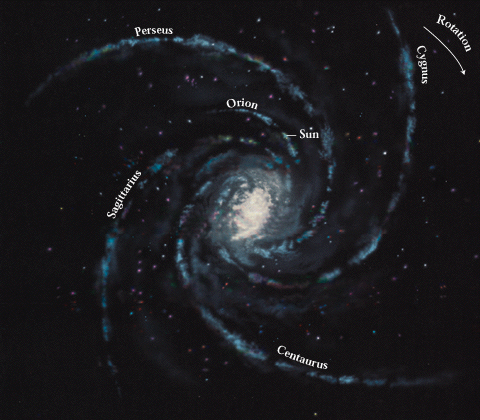 Perseus
Rotation
Cygnus
Orion
Sun
Sagittarius
Centaurus